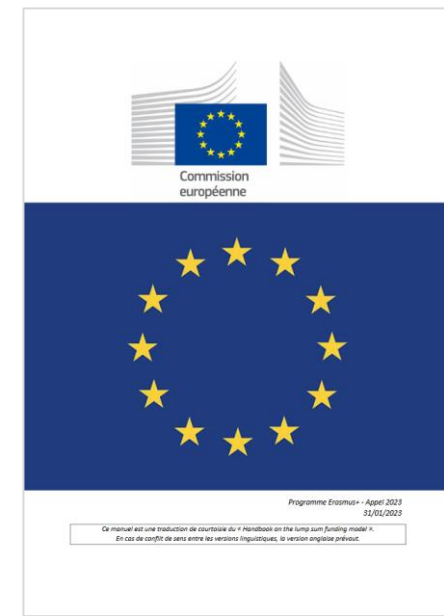 Commission
européenne
Programme Erasmus+ - Appel 2023
31/01/2023
Ce manuel est une traduction de courtoisie du « Handbook on the lump sum funding model ».
En cas de conflit de sens entre les versions linguistiques, la version anglaise prévaut.